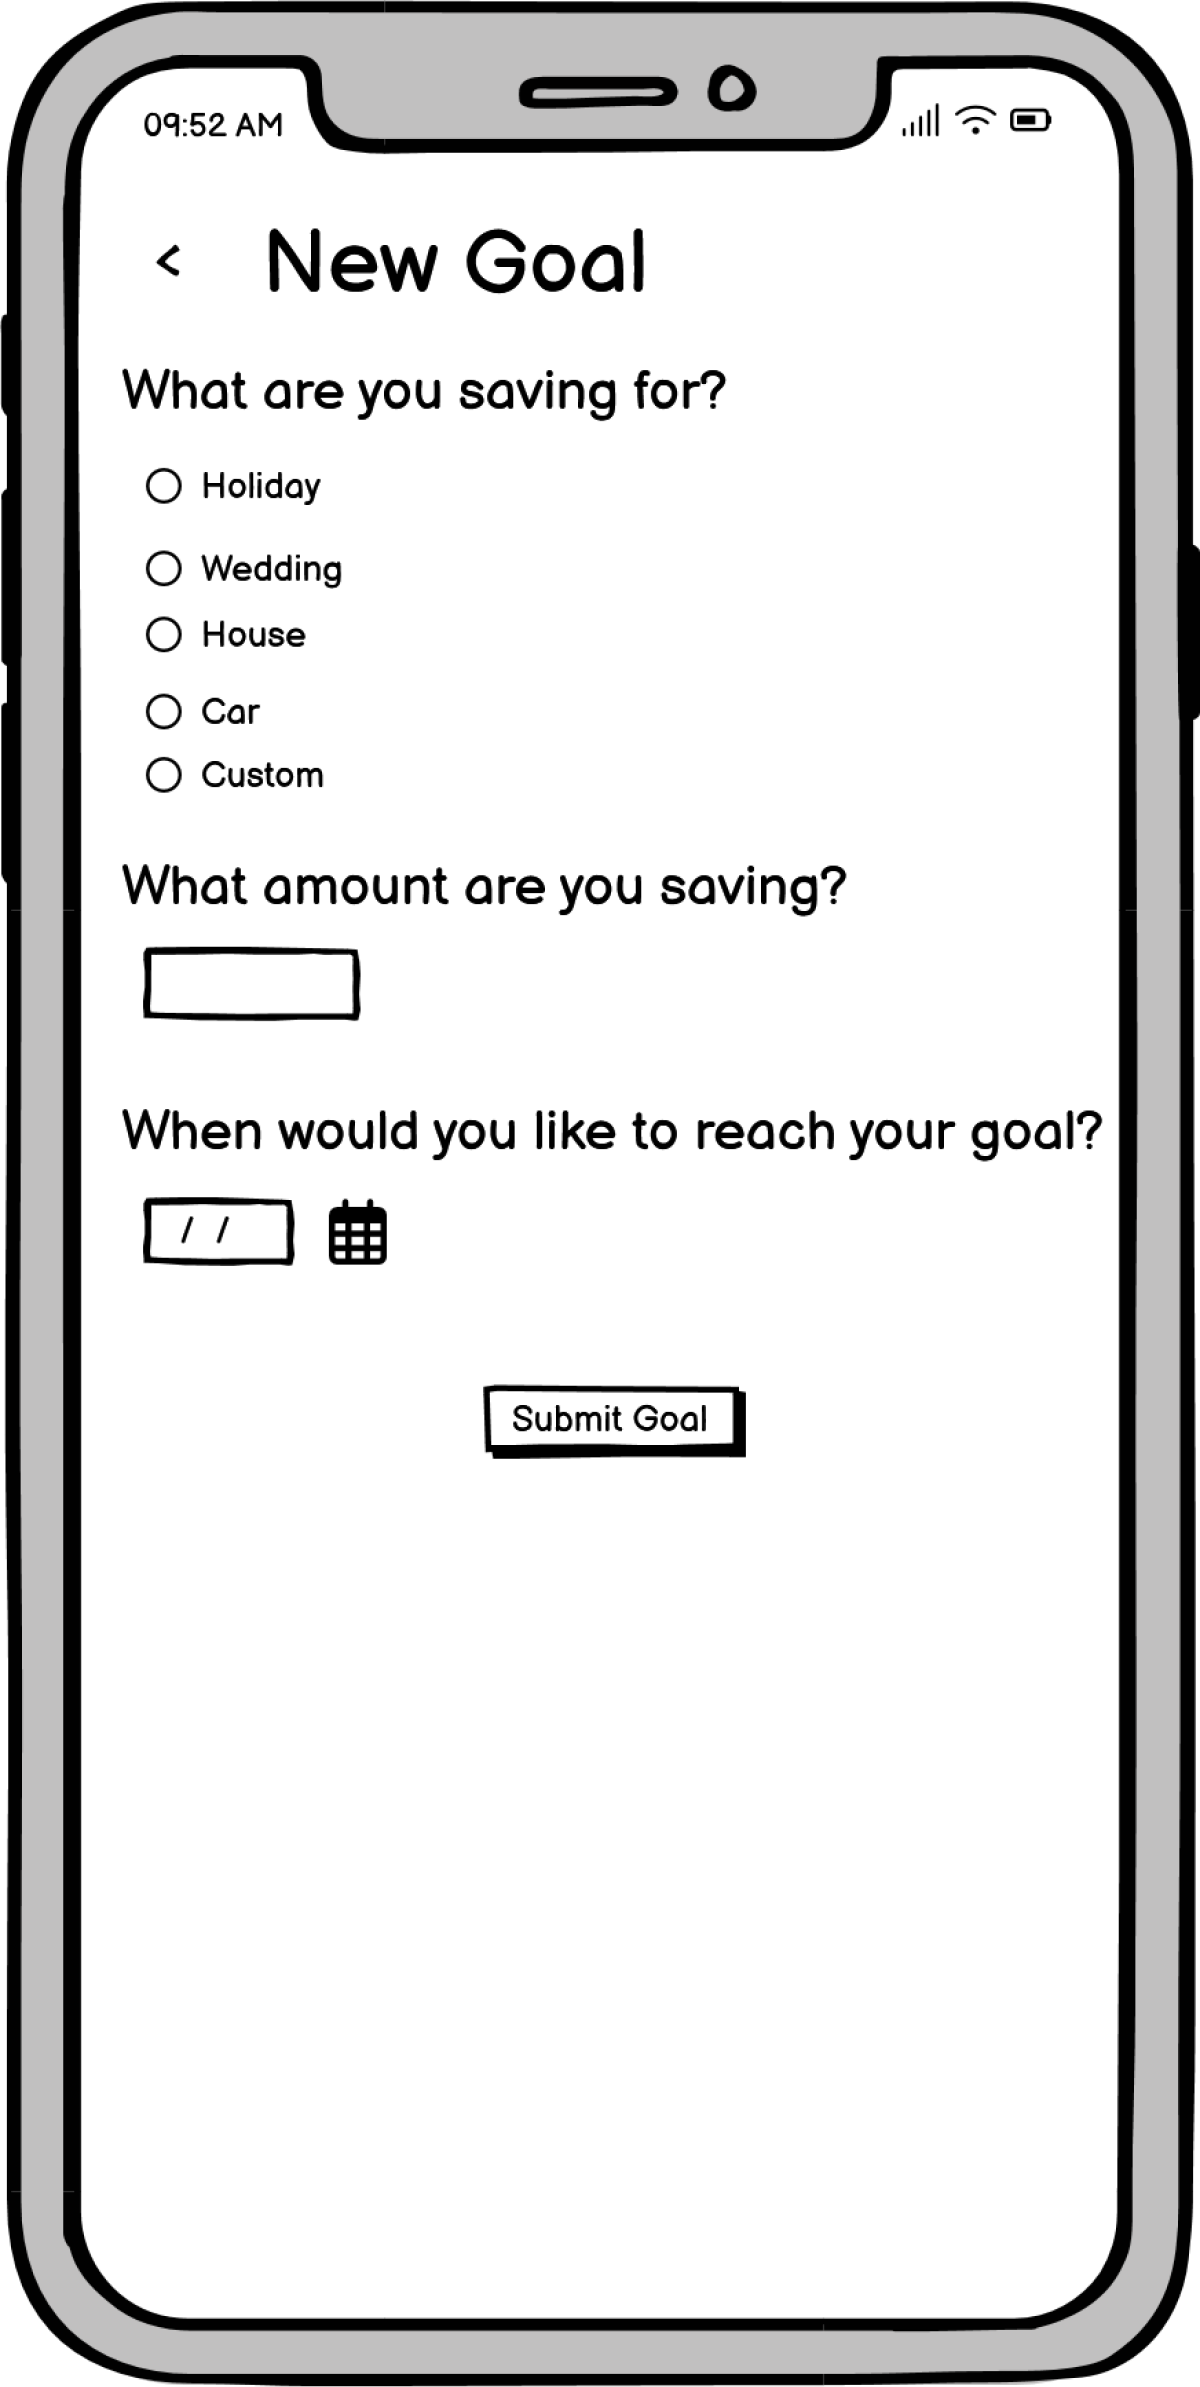 09:52 AM
< New Goal
What are you saving for?
Holiday
Wedding
House
Car
Custom
What amount are you saving?
When would you like to reach your goal?
/ /
Submit Goal